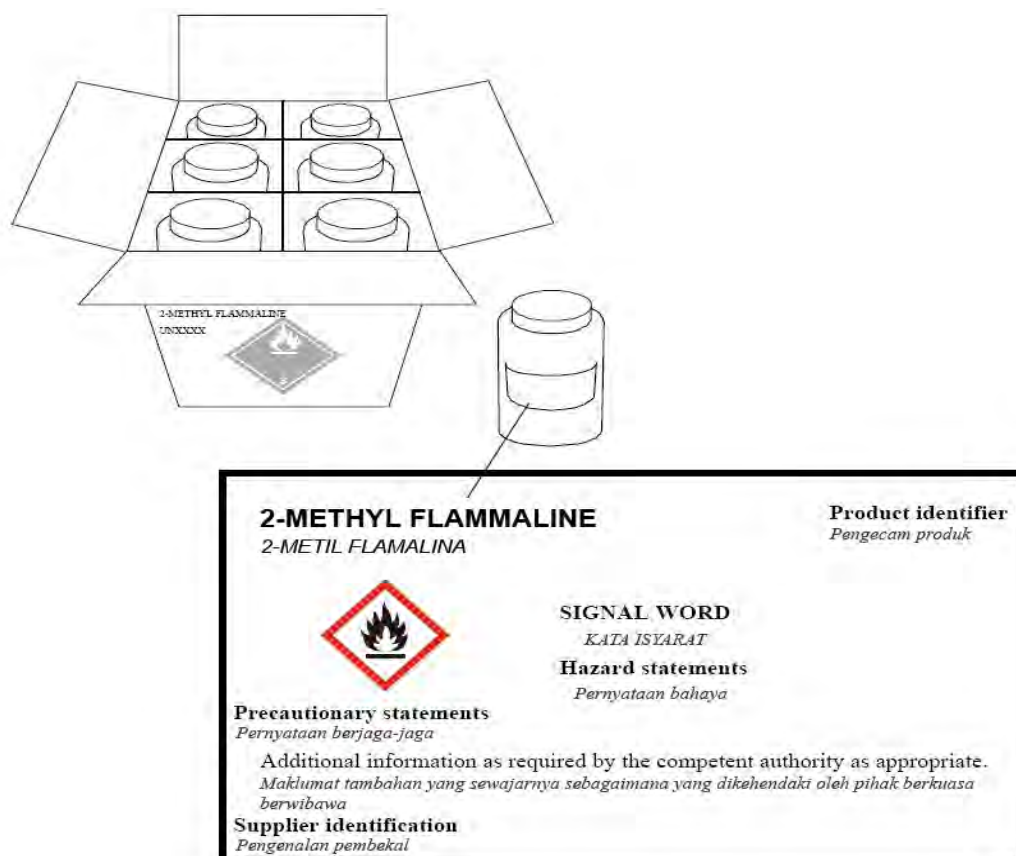 2-METHYL FLAMMALINE
UNXXXX
2-METHYL FLAMMALINE
2-METIL FLAMALINA
Product identifier
Pengecam produk
SIGNAL WORD
KATA ISYARAT
Hazard statements
Pernyataan bahaya
Precautionary statements
Pernyataan berjaga-jaga
Additional information as required by the competent authority as appropriate.
Maklumat tambahan yang sewajarnya sebagaimana yang dikehendaki oleh pihak berkuasa
berwibawa
Supplier identification
Pengenalan pembekal